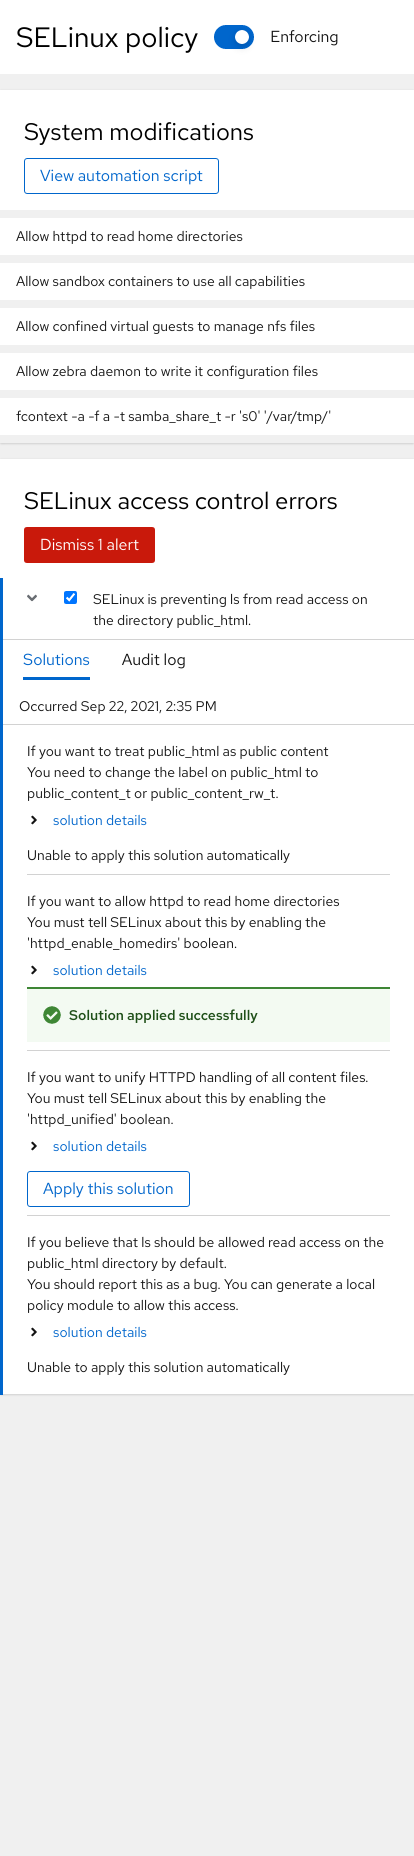 SELinux policy
Enforcing
System modifications
View automation script
Allow httpd to read home directories
Allow sandbox containers to use all capabilities
Allow confined virtual guests to manage nfs files
Allow zebra daemon to write it configuration files
fcontext -a -f a -t samba_share_t -r 's0' '/var/tmp/'
SELinux access control errors
Dismiss 1 alert
SELinux is preventing ls from read access on
the directory public_html.
Solutions
Audit log
Occurred Sep 22, 2021, 2:35 PM
If you want to treat public_html as public content
You need to change the label on public_html to
public_content_t or public_content_rw_t.
solution details
Unable to apply this solution automatically
If you want to allow httpd to read home directories
You must tell SELinux about this by enabling the
'httpd_enable_homedirs' boolean.
solution details
Solution applied successfully
If you want to unify HTTPD handling of all content files.
You must tell SELinux about this by enabling the
'httpd_unified' boolean.
solution details
Apply this solution
If you believe that ls should be allowed read access on the
public_html directory by default.
You should report this as a bug. You can generate a local
policy module to allow this access.
solution details
Unable to apply this solution automatically